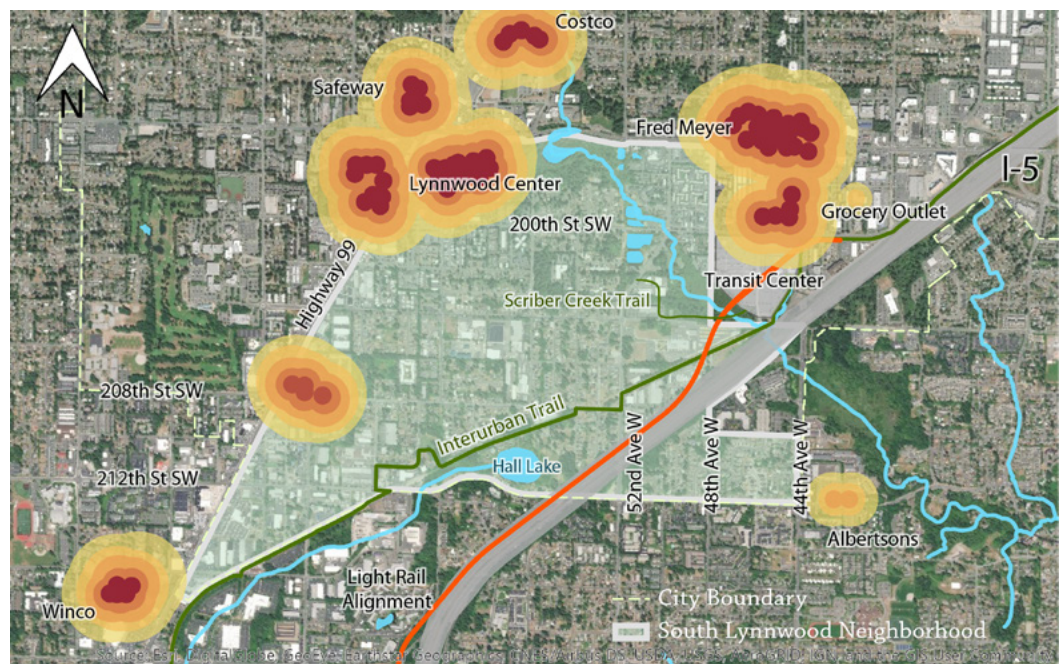 Costco
Safeway
N
Fred Meyer
I-5
Lynnwood Center
Grocery Outlet
200th St SW
Transit Center
Highway 99
Scriber Creek Trail
208th St SW
Interurban Trail
Hall Lake
212th St SW
52nd Ave W
48th Ave W
44th Ave W
Albertsons
Light Rail
Alignment
Winco
City Boundary
South Lynnwood Neighborhood